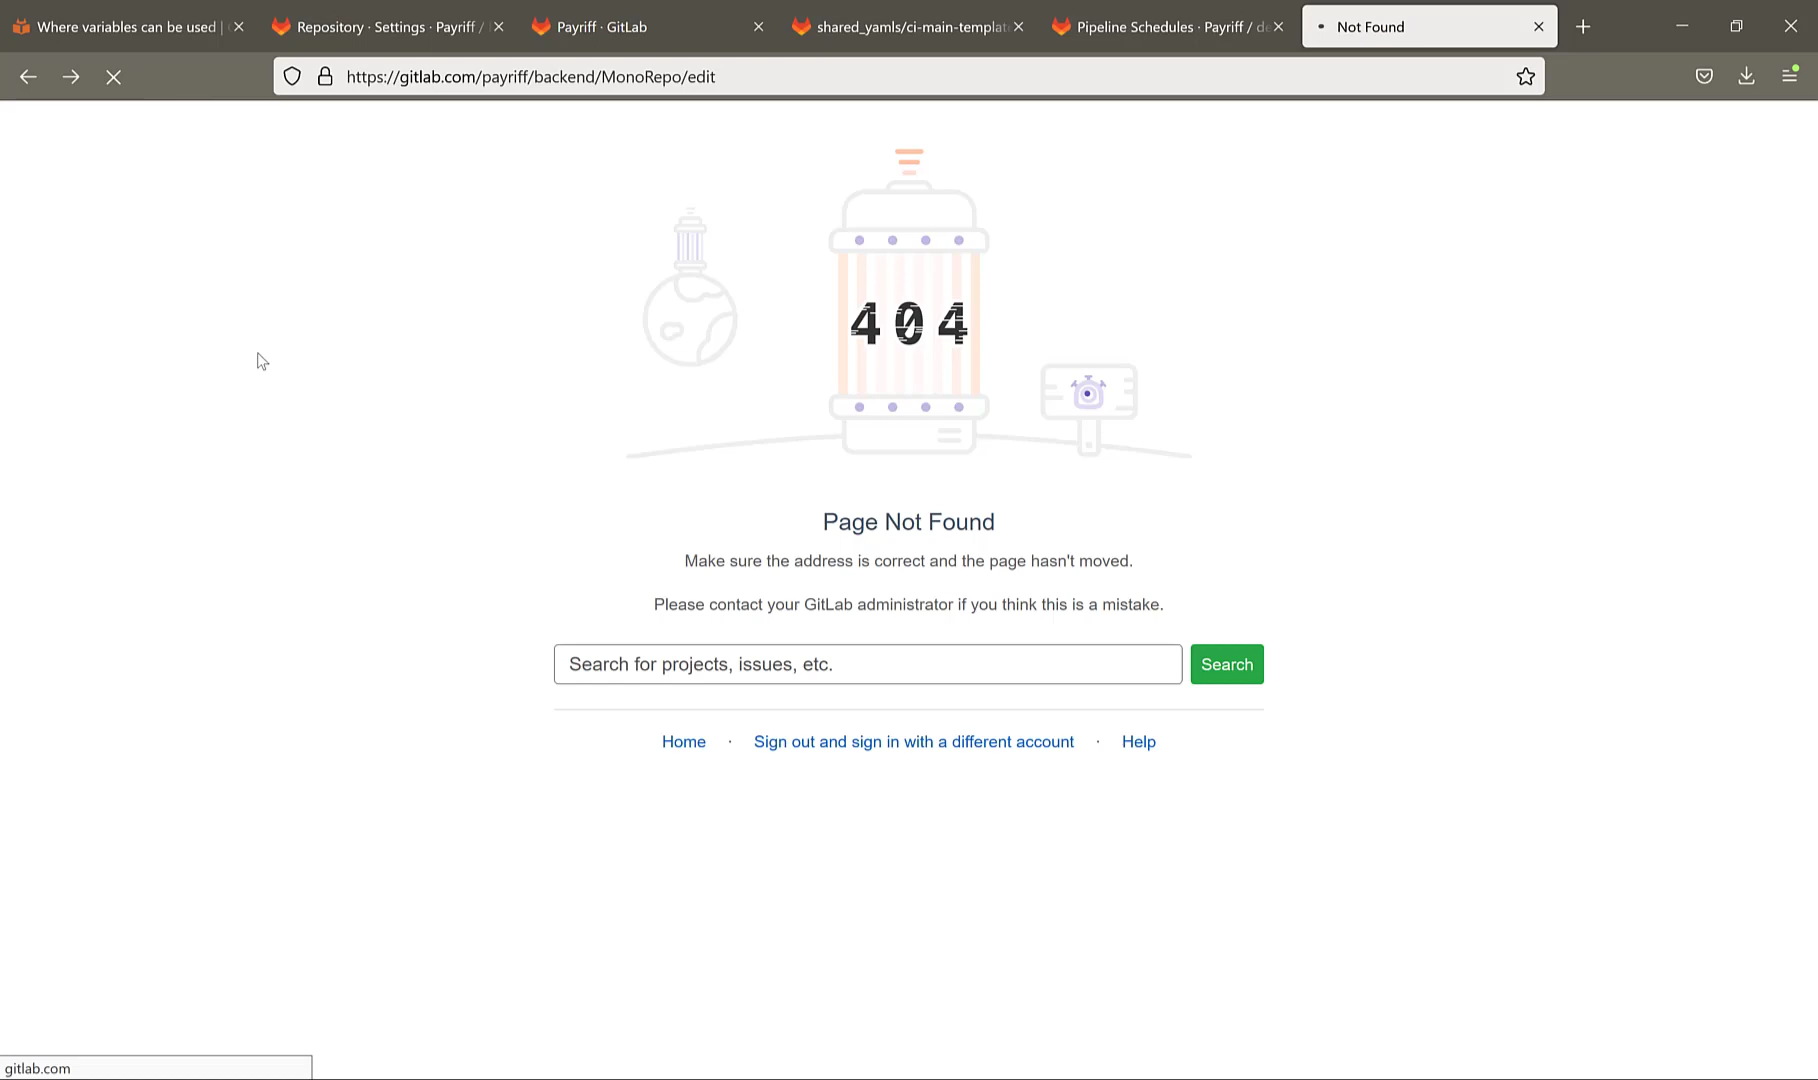 Where variables can be used |
Repository · Settings · Payriff /
Payriff · GitLab
shared_yamls/ci-main-templat
Pipeline Schedules · Payriff / de
Not Found
https://gitlab.com/payriff/backend/MonoRepo/edit
404
Page Not Found
Make sure the address is correct and the page hasn't moved.
Please contact your GitLab administrator if you think this is a mistake.
Search for projects, issues, etc.
Search
Home · Sign out and sign in with a different account · Help
gitlab.com